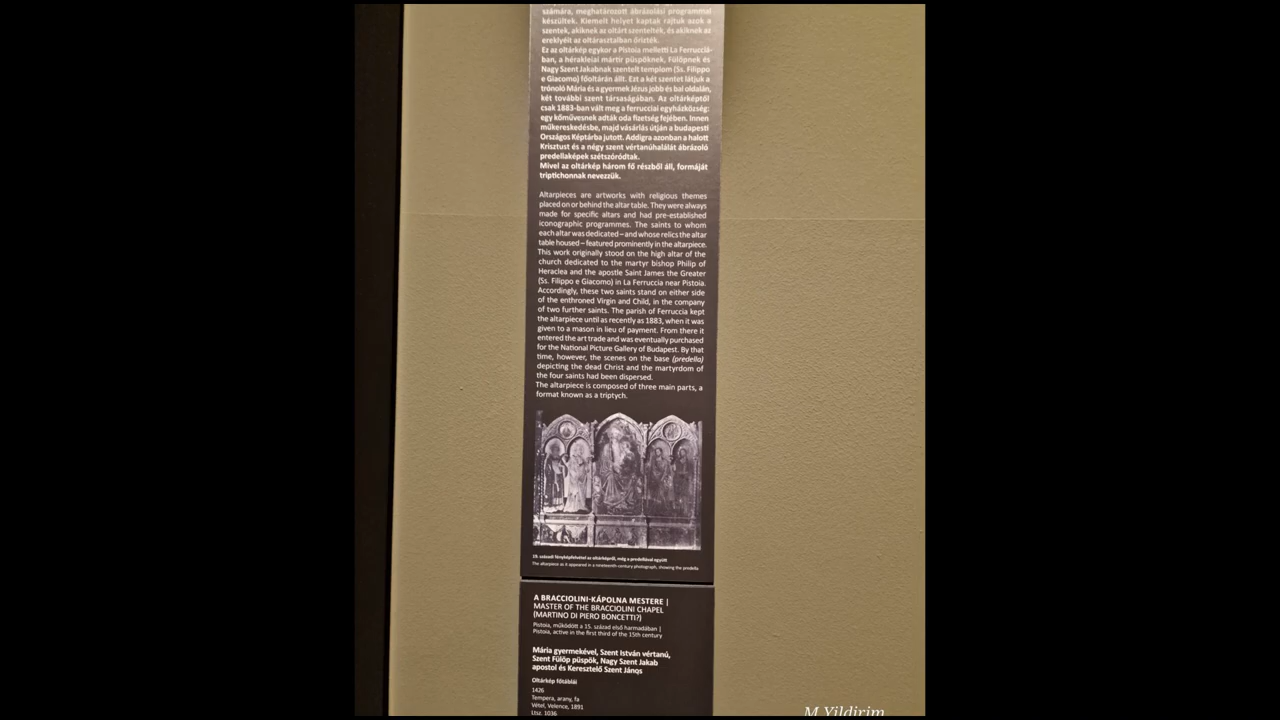 számára, meghatározott ábrázolási programmal
készültek. Kiemelt helyet kaptak rajtuk azok a
szentek, akiknek az oltárt szentelték, és akiknek az
ereklyéit az oltárasztalban őrizték.
Ez az oltárkép egykor a Pistoia melletti La Ferrucciá-
ban, a hérakleiai mártír püspöknek, Fülöpnek és
Nagy Szent Jakabnak szentelt templom (Ss. Filippo
e Giacomo) főoltárán állt. Ezt a két szentet látjuk a
trónoló Mária és a gyermek Jézus jobb és bal oldalán,
két további szent társaságában. Az oltárképtől
csak 1883-ban vált meg a ferrucciai egyházközség:
egy kőművesnek adták oda fizetség fejében. Innen
műkereskedésbe, majd vásárlás útján a budapesti
Országos Képtárba jutott. Addigra azonban a halott
Krisztust és a négy szent vértanúhalálát ábrázoló
predellaképek szétszóródtak.
Mivel az oltárkép három fő részből áll, formáját
triptichonnak nevezzük.
Altarpieces are artworks with religious themes
placed on or behind the altar table. They were always
made for specific altars and had pre-established
iconographic programmes. The saints to whom
each altar was dedicated – and whose relics the altar
table housed – featured prominently in the altarpiece.
This work originally stood on the high altar of the
church dedicated to the martyr bishop Philip of
Heraclea and the apostle Saint James the Greater
(Ss. Filippo e Giacomo) in La Ferruccia near Pistoia.
Accordingly, these two saints stand on either side
of the enthroned Virgin and Child, in the company
of two further saints. The parish of Ferruccia kept
the altarpiece until as recently as 1883, when it was
given to a mason in lieu of payment. From there it
entered the art trade and was eventually purchased
for the National Picture Gallery of Budapest. By that
time, however, the scenes on the base (predella)
depicting the dead Christ and the martyrdom of
the four saints had been dispersed.
The altarpiece is composed of three main parts, a
format known as a triptych.
19. századi fényképfelvétel az oltárképről, még a predellával együtt
The altarpiece as it appeared in a nineteenth-century photograph, showing the predella
A BRACCIOLINI-KÁPOLNA MESTERE |
MASTER OF THE BRACCIOLINI CHAPEL
(MARTINO DI PIERO BONCETTI?)
Pistoia, működött a 15. század első harmadában |
Pistoia, active in the first third of the 15th century
Mária gyermekével, Szent István vértanú,
Szent Fülöp püspök, Nagy Szent Jakab
apostol és Keresztelő Szent János
Oltárkép főtáblái
1426
Tempera, arany, fa
Vétel, Velence, 1891
Ltsz. 1036
M Yildirim